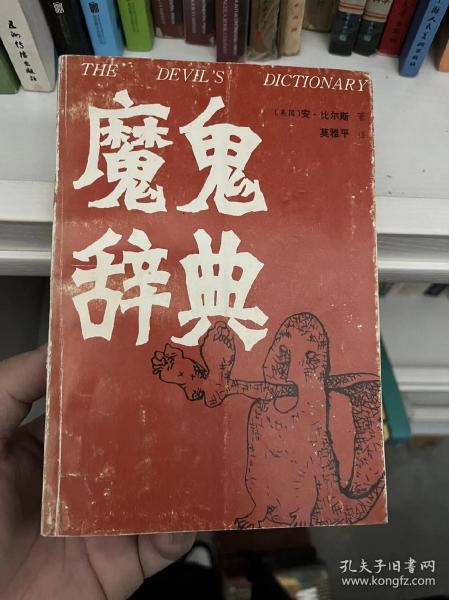 THE DEVIL'S DICTIONARY
(美国)安·比尔斯 著
莫雅平 译
魔鬼
辞典
孔夫子旧书网
www.kongfz.com